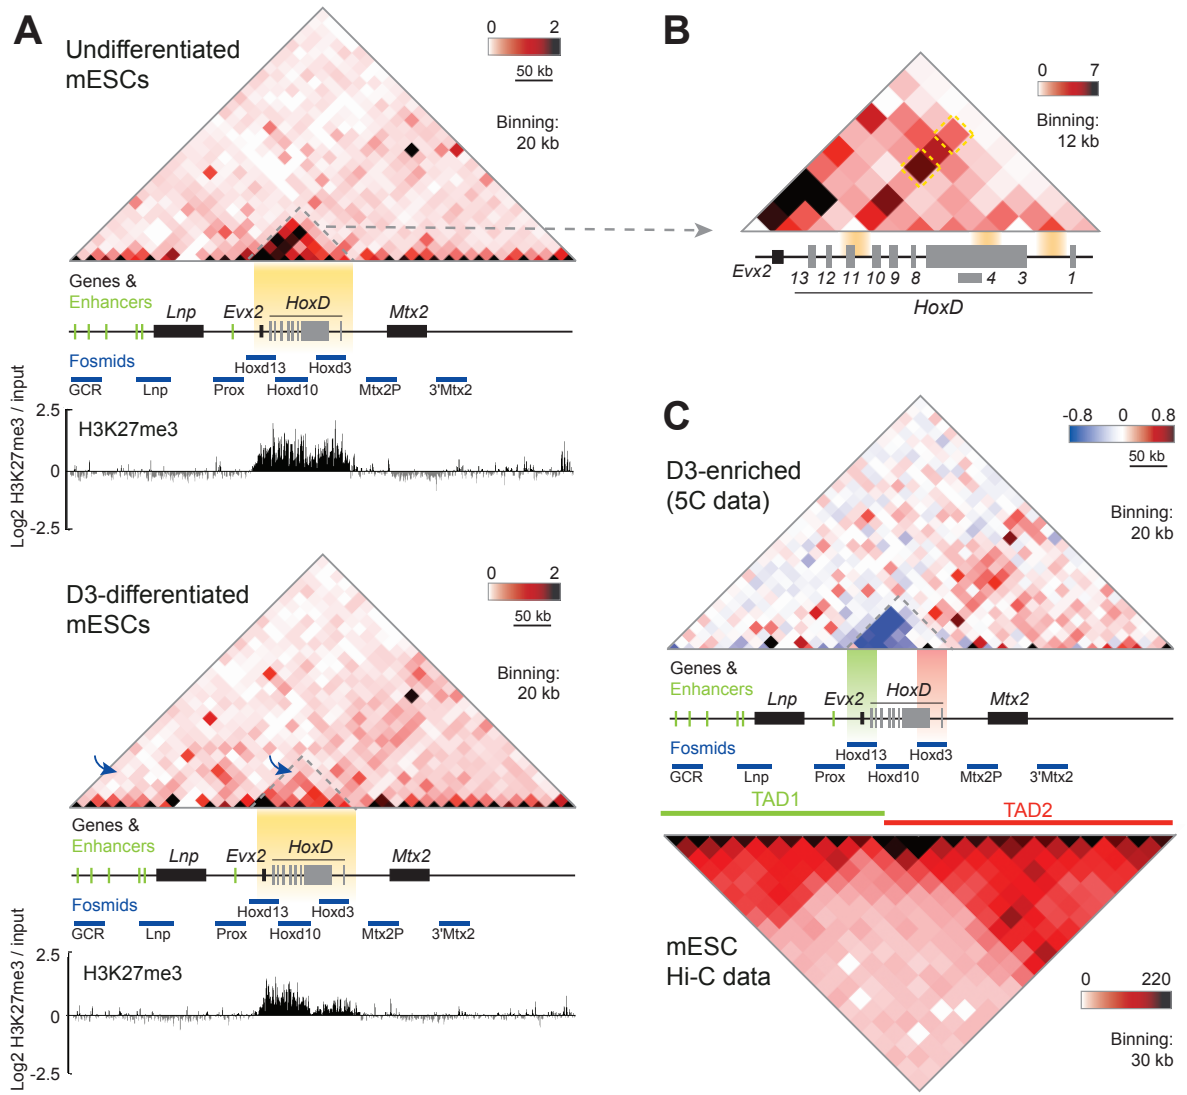 A
Undifferentiated
mESCs
0 2
50 kb
Binning:
20 kb
Genes &
Enhancers
Lnp
Evx2
HoxD
Mtx2
Fosmids
Hoxd13
Hoxd3
GCR
Lnp
Prox
Hoxd10
Mtx2P
3'Mtx2
Log2 H3K27me3 / input
2.5
0
-2.5
H3K27me3
D3-differentiated
mESCs
0 2
50 kb
Binning:
20 kb
Genes &
Enhancers
Lnp
Evx2
HoxD
Mtx2
Fosmids
Hoxd13
Hoxd3
GCR
Lnp
Prox
Hoxd10
Mtx2P
3'Mtx2
Log2 H3K27me3 / input
2.5
0
-2.5
H3K27me3
B
0 7
Binning:
12 kb
Evx2
13 12 11 10 9 8 4 3 1
HoxD
C
D3-enriched
(5C data)
-0.8 0 0.8
50 kb
Binning:
20 kb
Genes &
Enhancers
Lnp
Evx2
HoxD
Mtx2
Fosmids
Hoxd13
Hoxd3
GCR
Lnp
Prox
Hoxd10
Mtx2P
3'Mtx2
TAD1
TAD2
mESC
Hi-C data
0 220
Binning:
30 kb